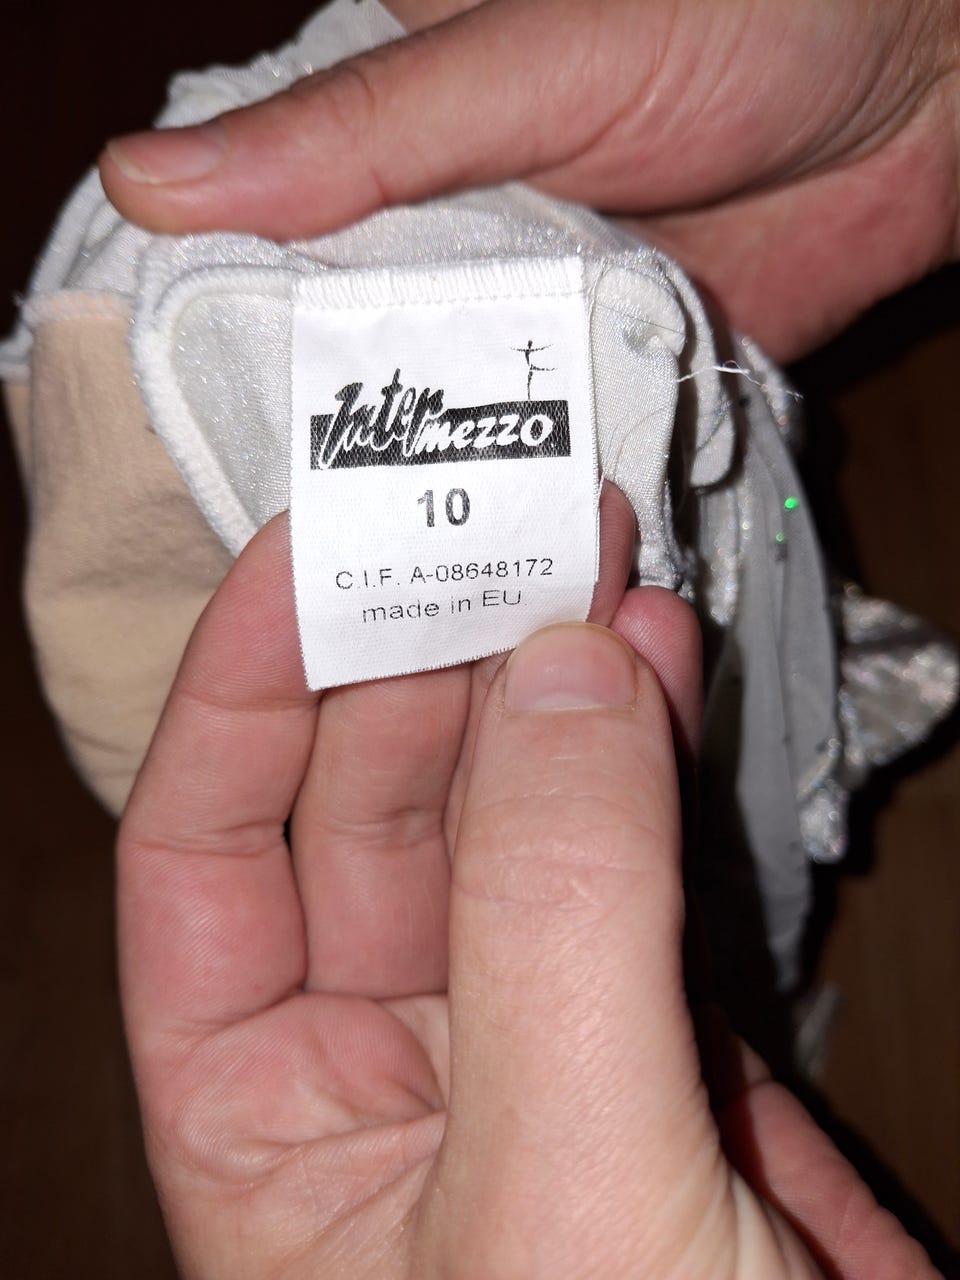 Intermezzo
10
C.I.F. A-08648172
made in EU.